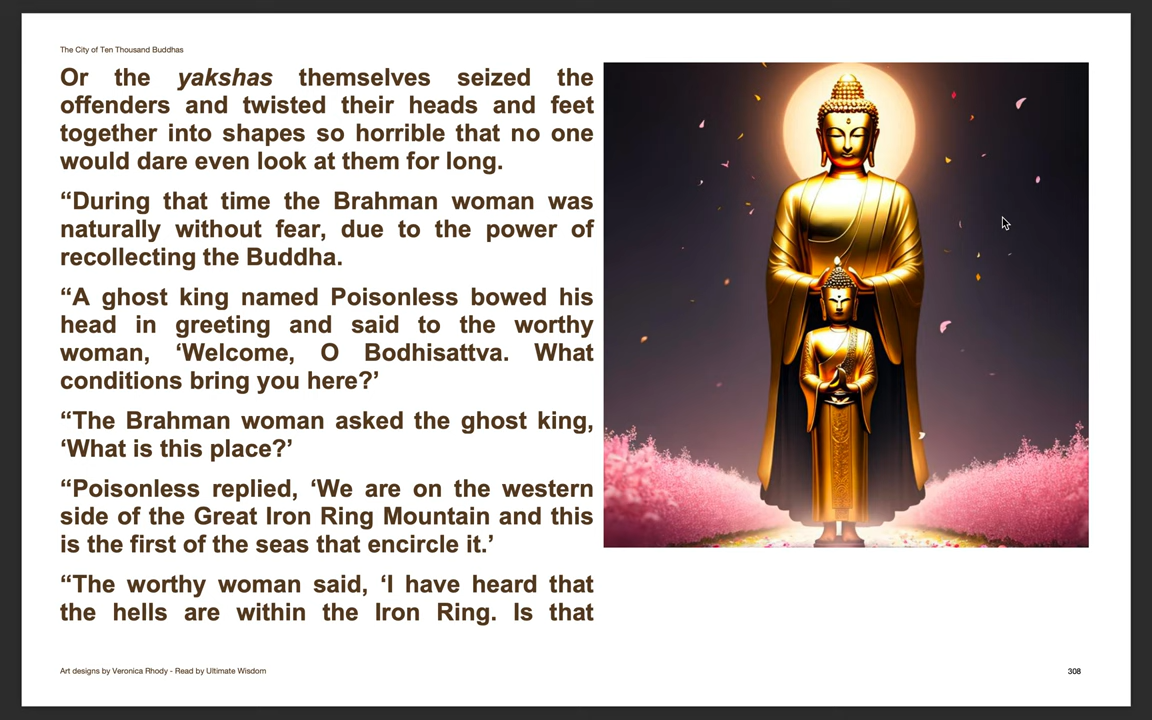 The City of Ten Thousand Buddhas
Or the yakshas themselves seized the
offenders and twisted their heads and feet
together into shapes so horrible that no one
would dare even look at them for long.
“During that time the Brahman woman was
naturally without fear, due to the power of
recollecting the Buddha.
“A ghost king named Poisonless bowed his
head in greeting and said to the worthy
woman, ‘Welcome, O Bodhisattva. What
conditions bring you here?’
“The Brahman woman asked the ghost king,
‘What is this place?’
“Poisonless replied, ‘We are on the western
side of the Great Iron Ring Mountain and this
is the first of the seas that encircle it.’
“The worthy woman said, ‘I have heard that
the hells are within the Iron Ring. Is that
Art designs by Veronica Rhody - Read by Ultimate Wisdom
308